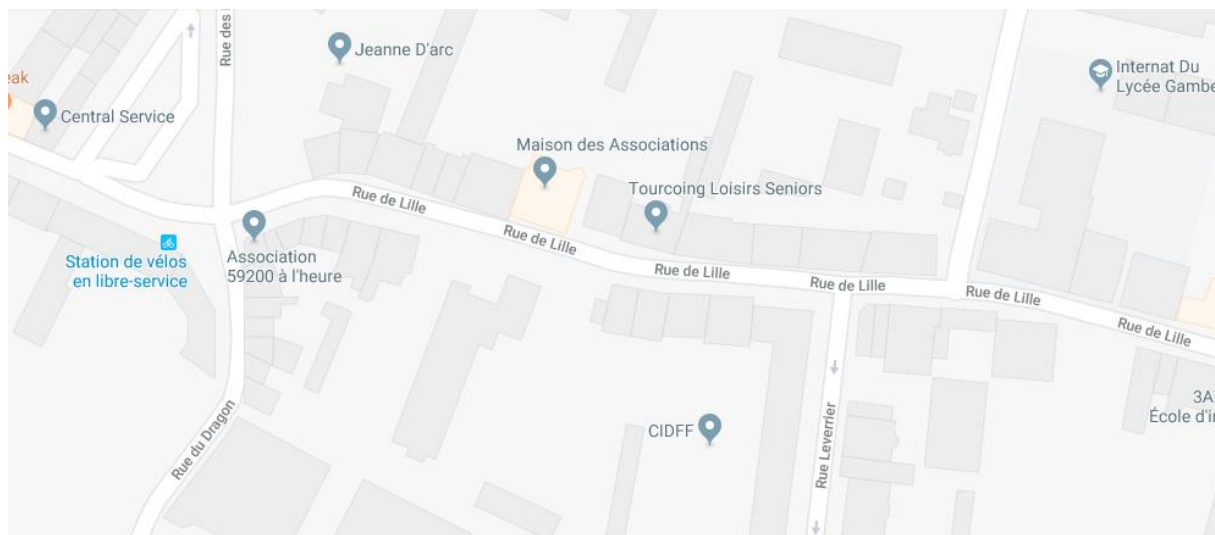 Rue des
Jeanne D'arc
eak
Central Service
Internat Du
Lycée Gambe
Maison des Associations
Tourcoing Loisirs Seniors
Rue de Lille
Rue de Lille
Rue de Lille
Rue de Lille
Rue de Lille
Rue de Lille
Station de vélos
en libre-service
Association
59200 à l'heure
Rue du Dragon
CIDFF
Rue Leverrier
3A
École d'i